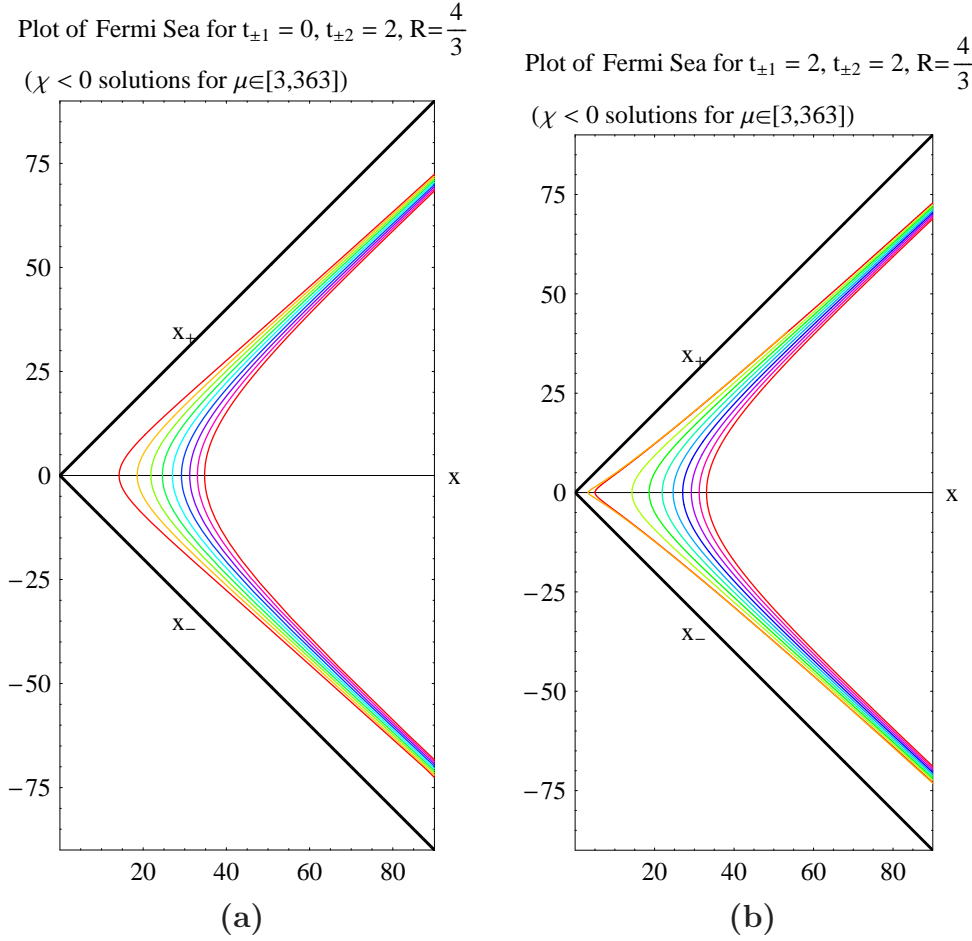 Plot of Fermi Sea for t±1 = 0, t±2 = 2, R=4/3
(χ < 0 solutions for μ∈[3,363])
75
50
25
0
−25
−50
−75
x+
x−
x
20 40 60 80
(a)
Plot of Fermi Sea for t±1 = 2, t±2 = 2, R=4/3
(χ < 0 solutions for μ∈[3,363])
75
50
25
0
−25
−50
−75
x+
x−
x
20 40 60 80
(b)